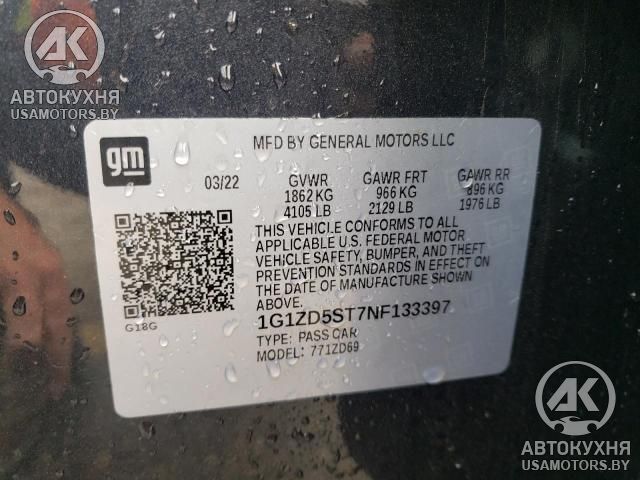 AK
АВТОКУХНЯ
USAMOTORS.BY
gm
MFD BY GENERAL MOTORS LLC
03/22 GVWR GAWR FRT GAWR RR
1862 KG 966 KG 896 KG
4105 LB 2129 LB 1976 LB
THIS VEHICLE CONFORMS TO ALL
APPLICABLE U.S. FEDERAL MOTOR
VEHICLE SAFETY, BUMPER, AND THEFT
PREVENTION STANDARDS IN EFFECT ON
THE DATE OF MANUFACTURE SHOWN
ABOVE.
G18G
1G1ZD5ST7NF133397
TYPE: PASS CAR
MODEL: 771ZD69
AK
АВТОКУХНЯ
USAMOTORS.BY